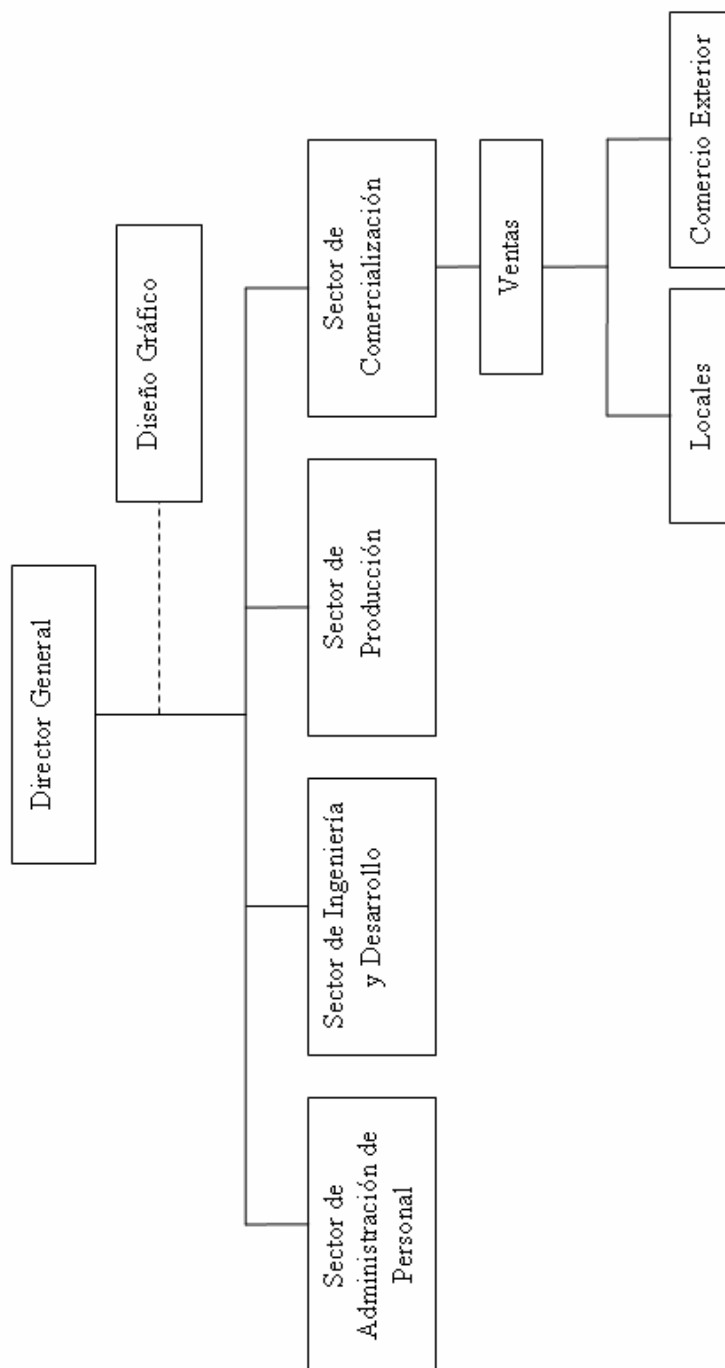 Director General
Diseño Gráfico
Sector de
Administración de
Personal
Sector de Ingeniería
y Desarrollo
Sector de
Producción
Sector de
Comercialización
Ventas
Locales
Comercio Exterior